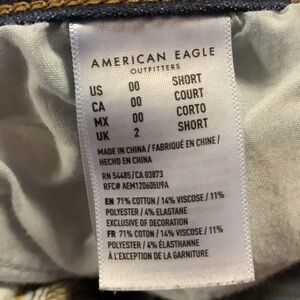 AMERICAN EAGLE
OUTFITTERS
US 00 SHORT
CA 00 COURT
MX 00 CORTO
UK 2 SHORT
MADE IN CHINA / FABRIQUÉ EN CHINE /
HECHO EN CHINA
RN 54485 / CA 03873
RFC# AEM120605U9A
EN 71% COTTON / 14% VISCOSE / 11%
POLYESTER / 4% ELASTANE
EXCLUSIVE OF DECORATION
FR 71% COTON / 14% VISCOSE / 11%
POLYESTER / 4% ÉLASTHANNE
À L'EXCEPTION DE LA GARNITURE